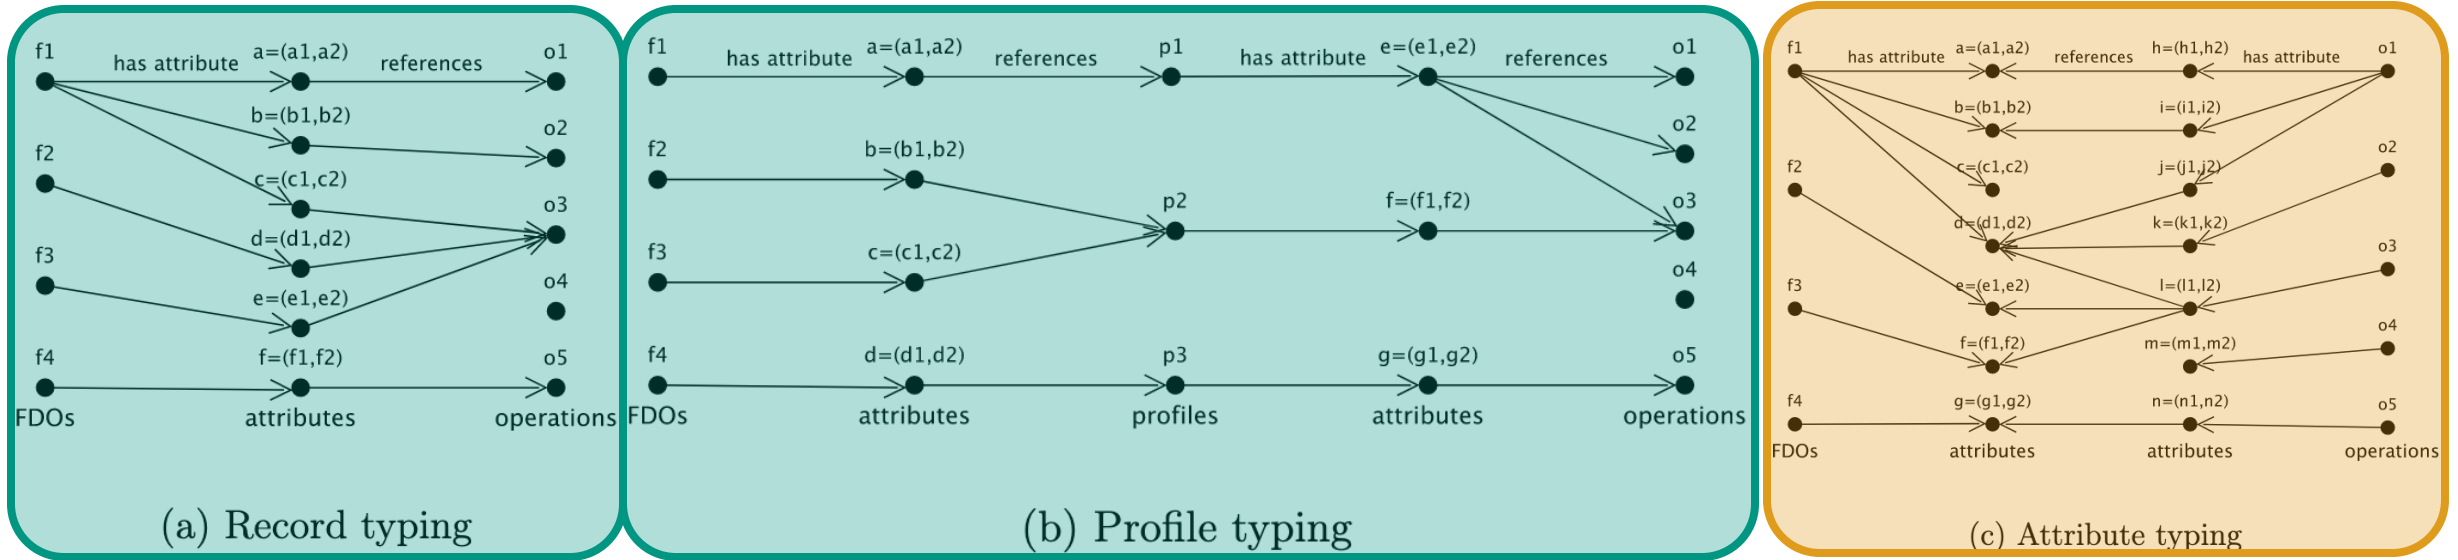 f1
has attribute
a=(a1,a2)
references
o1
b=(b1,b2)
o2
f2
c=(c1,c2)
o3
d=(d1,d2)
f3
o4
e=(e1,e2)
f4
f=(f1,f2)
o5
FDOs
attributes
operations
(a) Record typing
f1
has attribute
a=(a1,a2)
references
p1
has attribute
e=(e1,e2)
references
o1
o2
f2
b=(b1,b2)
p2
f=(f1,f2)
o3
f3
c=(c1,c2)
o4
f4
d=(d1,d2)
p3
g=(g1,g2)
o5
FDOs
attributes
profiles
attributes
operations
(b) Profile typing
f1
has attribute
a=(a1,a2)
references
h=(h1,h2)
has attribute
o1
b=(b1,b2)
i=(i1,i2)
o2
f2
c=(c1,c2)
j=(j1,j2)
d=(d1,d2)
k=(k1,k2)
o3
f3
e=(e1,e2)
l=(l1,l2)
o4
f=(f1,f2)
m=(m1,m2)
f4
g=(g1,g2)
n=(n1,n2)
o5
FDOs
attributes
attributes
operations
(c) Attribute typing